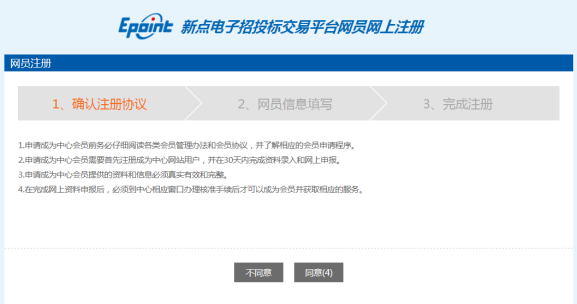 Epoint 新点电子招投标交易平台网员网上注册
网员注册
1、确认注册协议 2、网员信息填写 3、完成注册
1.申请成为中心会员前务必仔细阅读各类会员管理办法和会员协议，并了解相应的会员申请程序。
2.申请成为中心会员需要首先注册成为中心网站用户，并在30天内完成资料录入和网上申报。
3.申请成为中心会员提供的资料和信息必须真实有效和完整。
4.在完成网上资料申报后，必须到中心相应窗口办理核准手续后才可以成为会员并获取相应的服务。
不同意 同意(4)